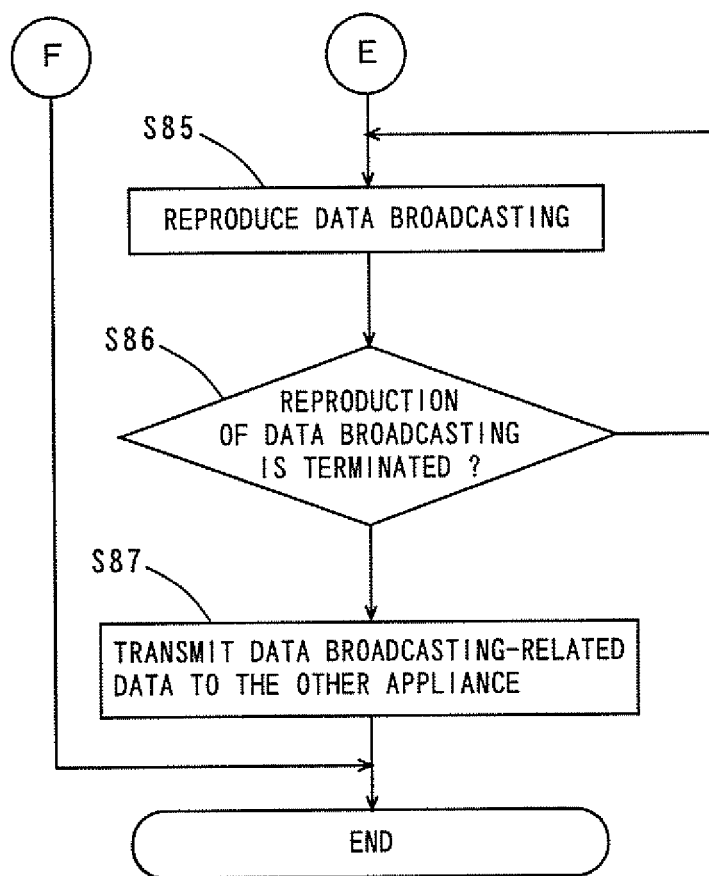 F
E
S85
REPRODUCE DATA BROADCASTING
S86
REPRODUCTION
OF DATA BROADCASTING
IS TERMINATED ?
S87
TRANSMIT DATA BROADCASTING-RELATED
DATA TO THE OTHER APPLIANCE
END